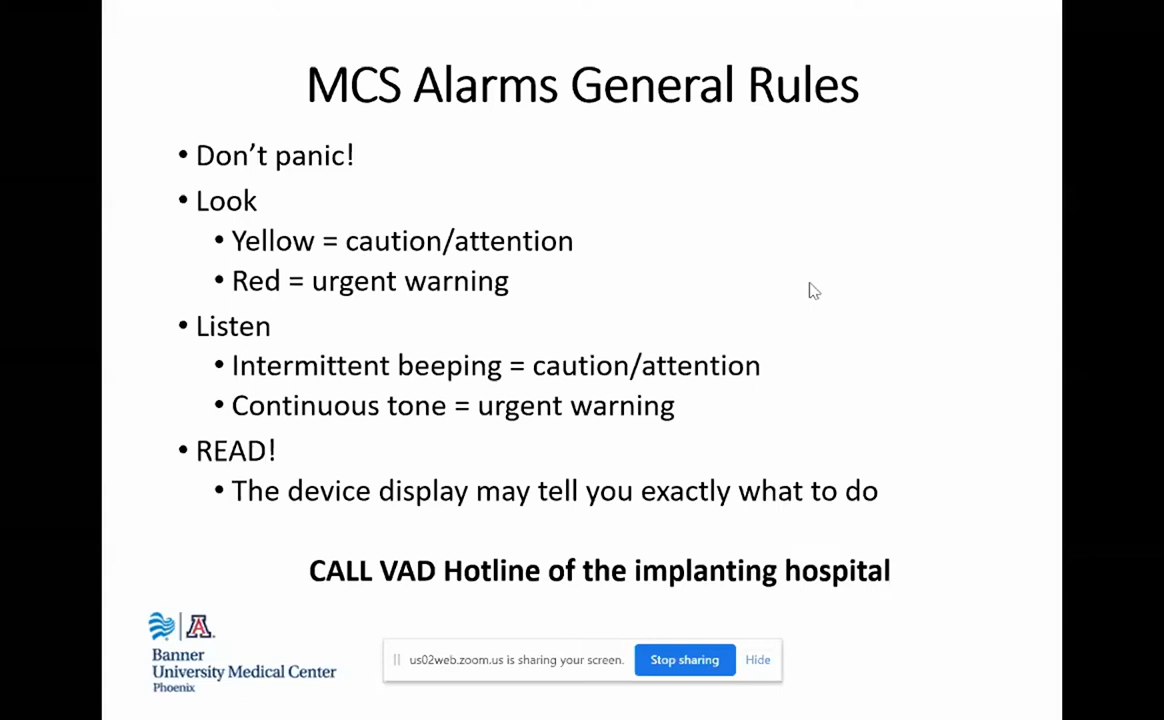 MCS Alarms General Rules
• Don't panic!
• Look
• Yellow = caution/attention
• Red = urgent warning
• Listen
• Intermittent beeping = caution/attention
• Continuous tone = urgent warning
• READ!
• The device display may tell you exactly what to do
CALL VAD Hotline of the implanting hospital
A
Banner
University Medical Center
Phoenix
us02web.zoom.us is sharing your screen. Stop sharing Hide